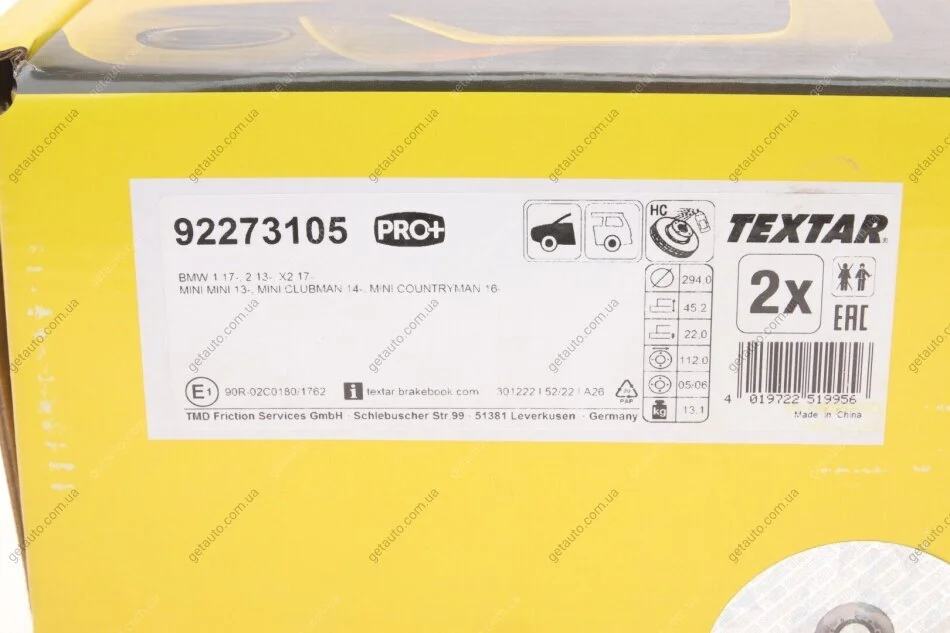 92273105 PRO+
HC
TEXTAR
BMW 1 17-, 2 13-, X2 17-
MINI MINI 13-, MINI CLUBMAN 14-, MINI COUNTRYMAN 16-
294.0
45.2
22.0
112.0
05:06
kg 13.1
2x
EAC
E1 90R-02C0180/1762 i textar brakebook.com 301222 I 52/22 I A26 PAP
TMD Friction Services GmbH · Schlebuscher Str 99 · 51381 Leverkusen · Germany
4 019722 519956
Made in China
getauto.com.ua